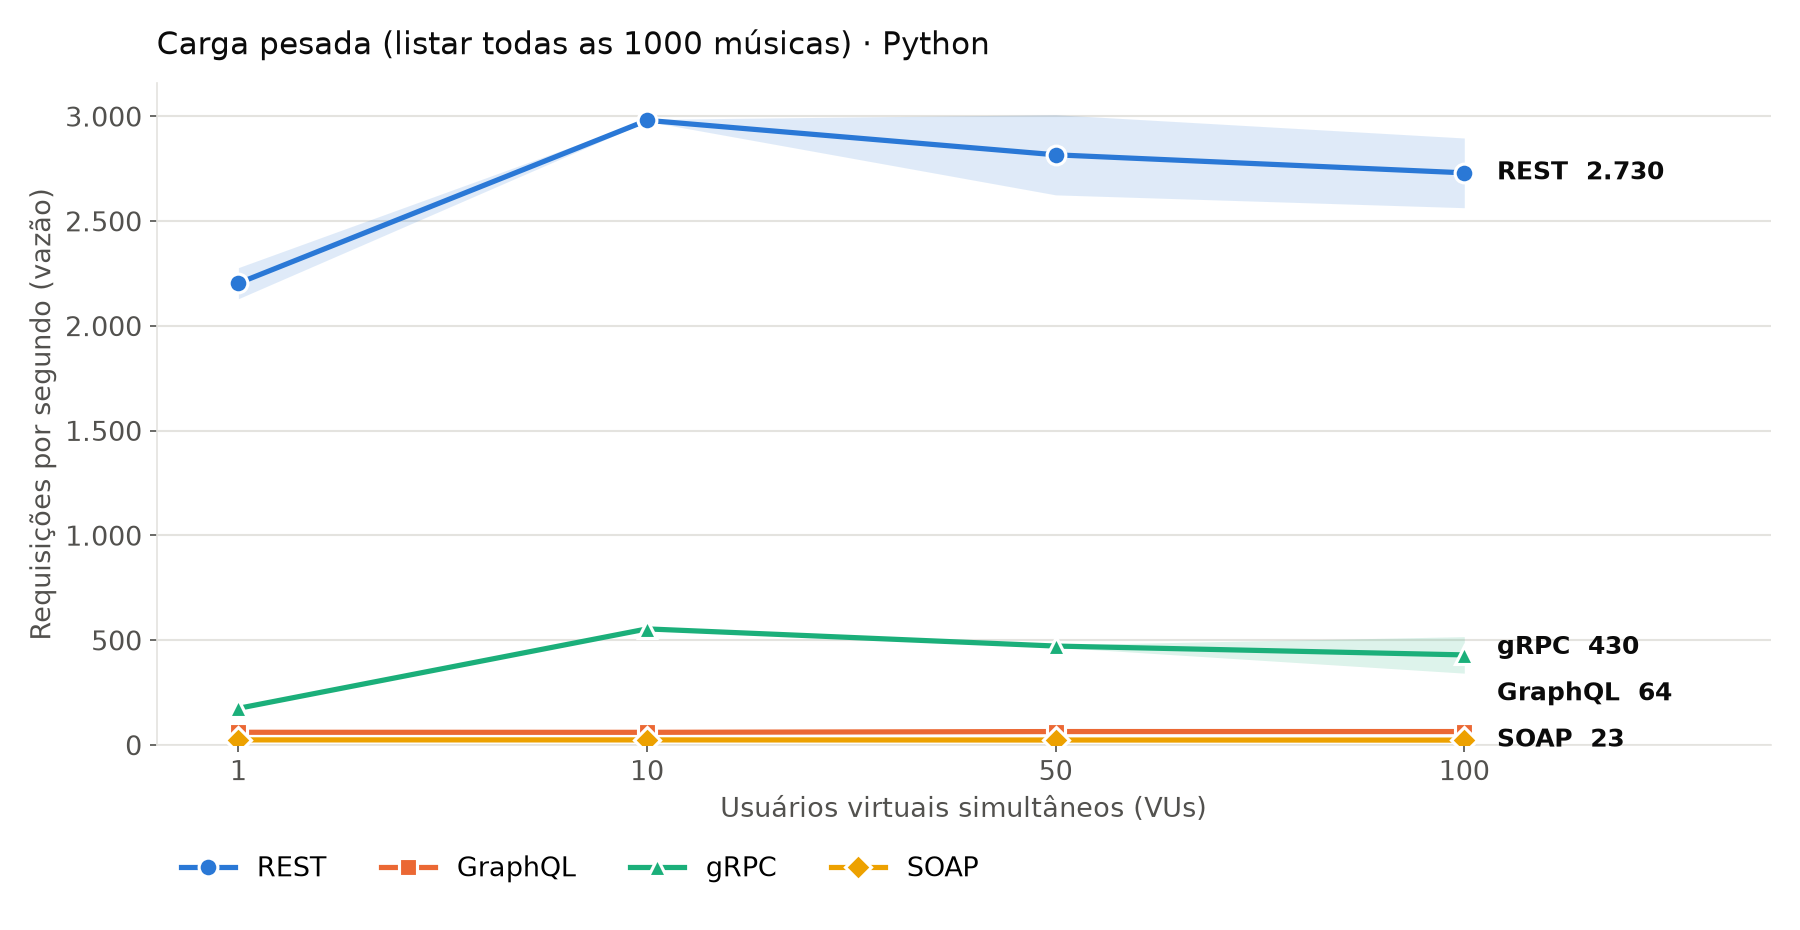 Carga pesada (listar todas as 1000 músicas) · Python
Requisições por segundo (vazão)
3.000
2.500
2.000
1.500
1.000
500
0
REST 2.730
gRPC 430
GraphQL 64
SOAP 23
1 10 50 100
Usuários virtuais simultâneos (VUs)
REST GraphQL gRPC SOAP